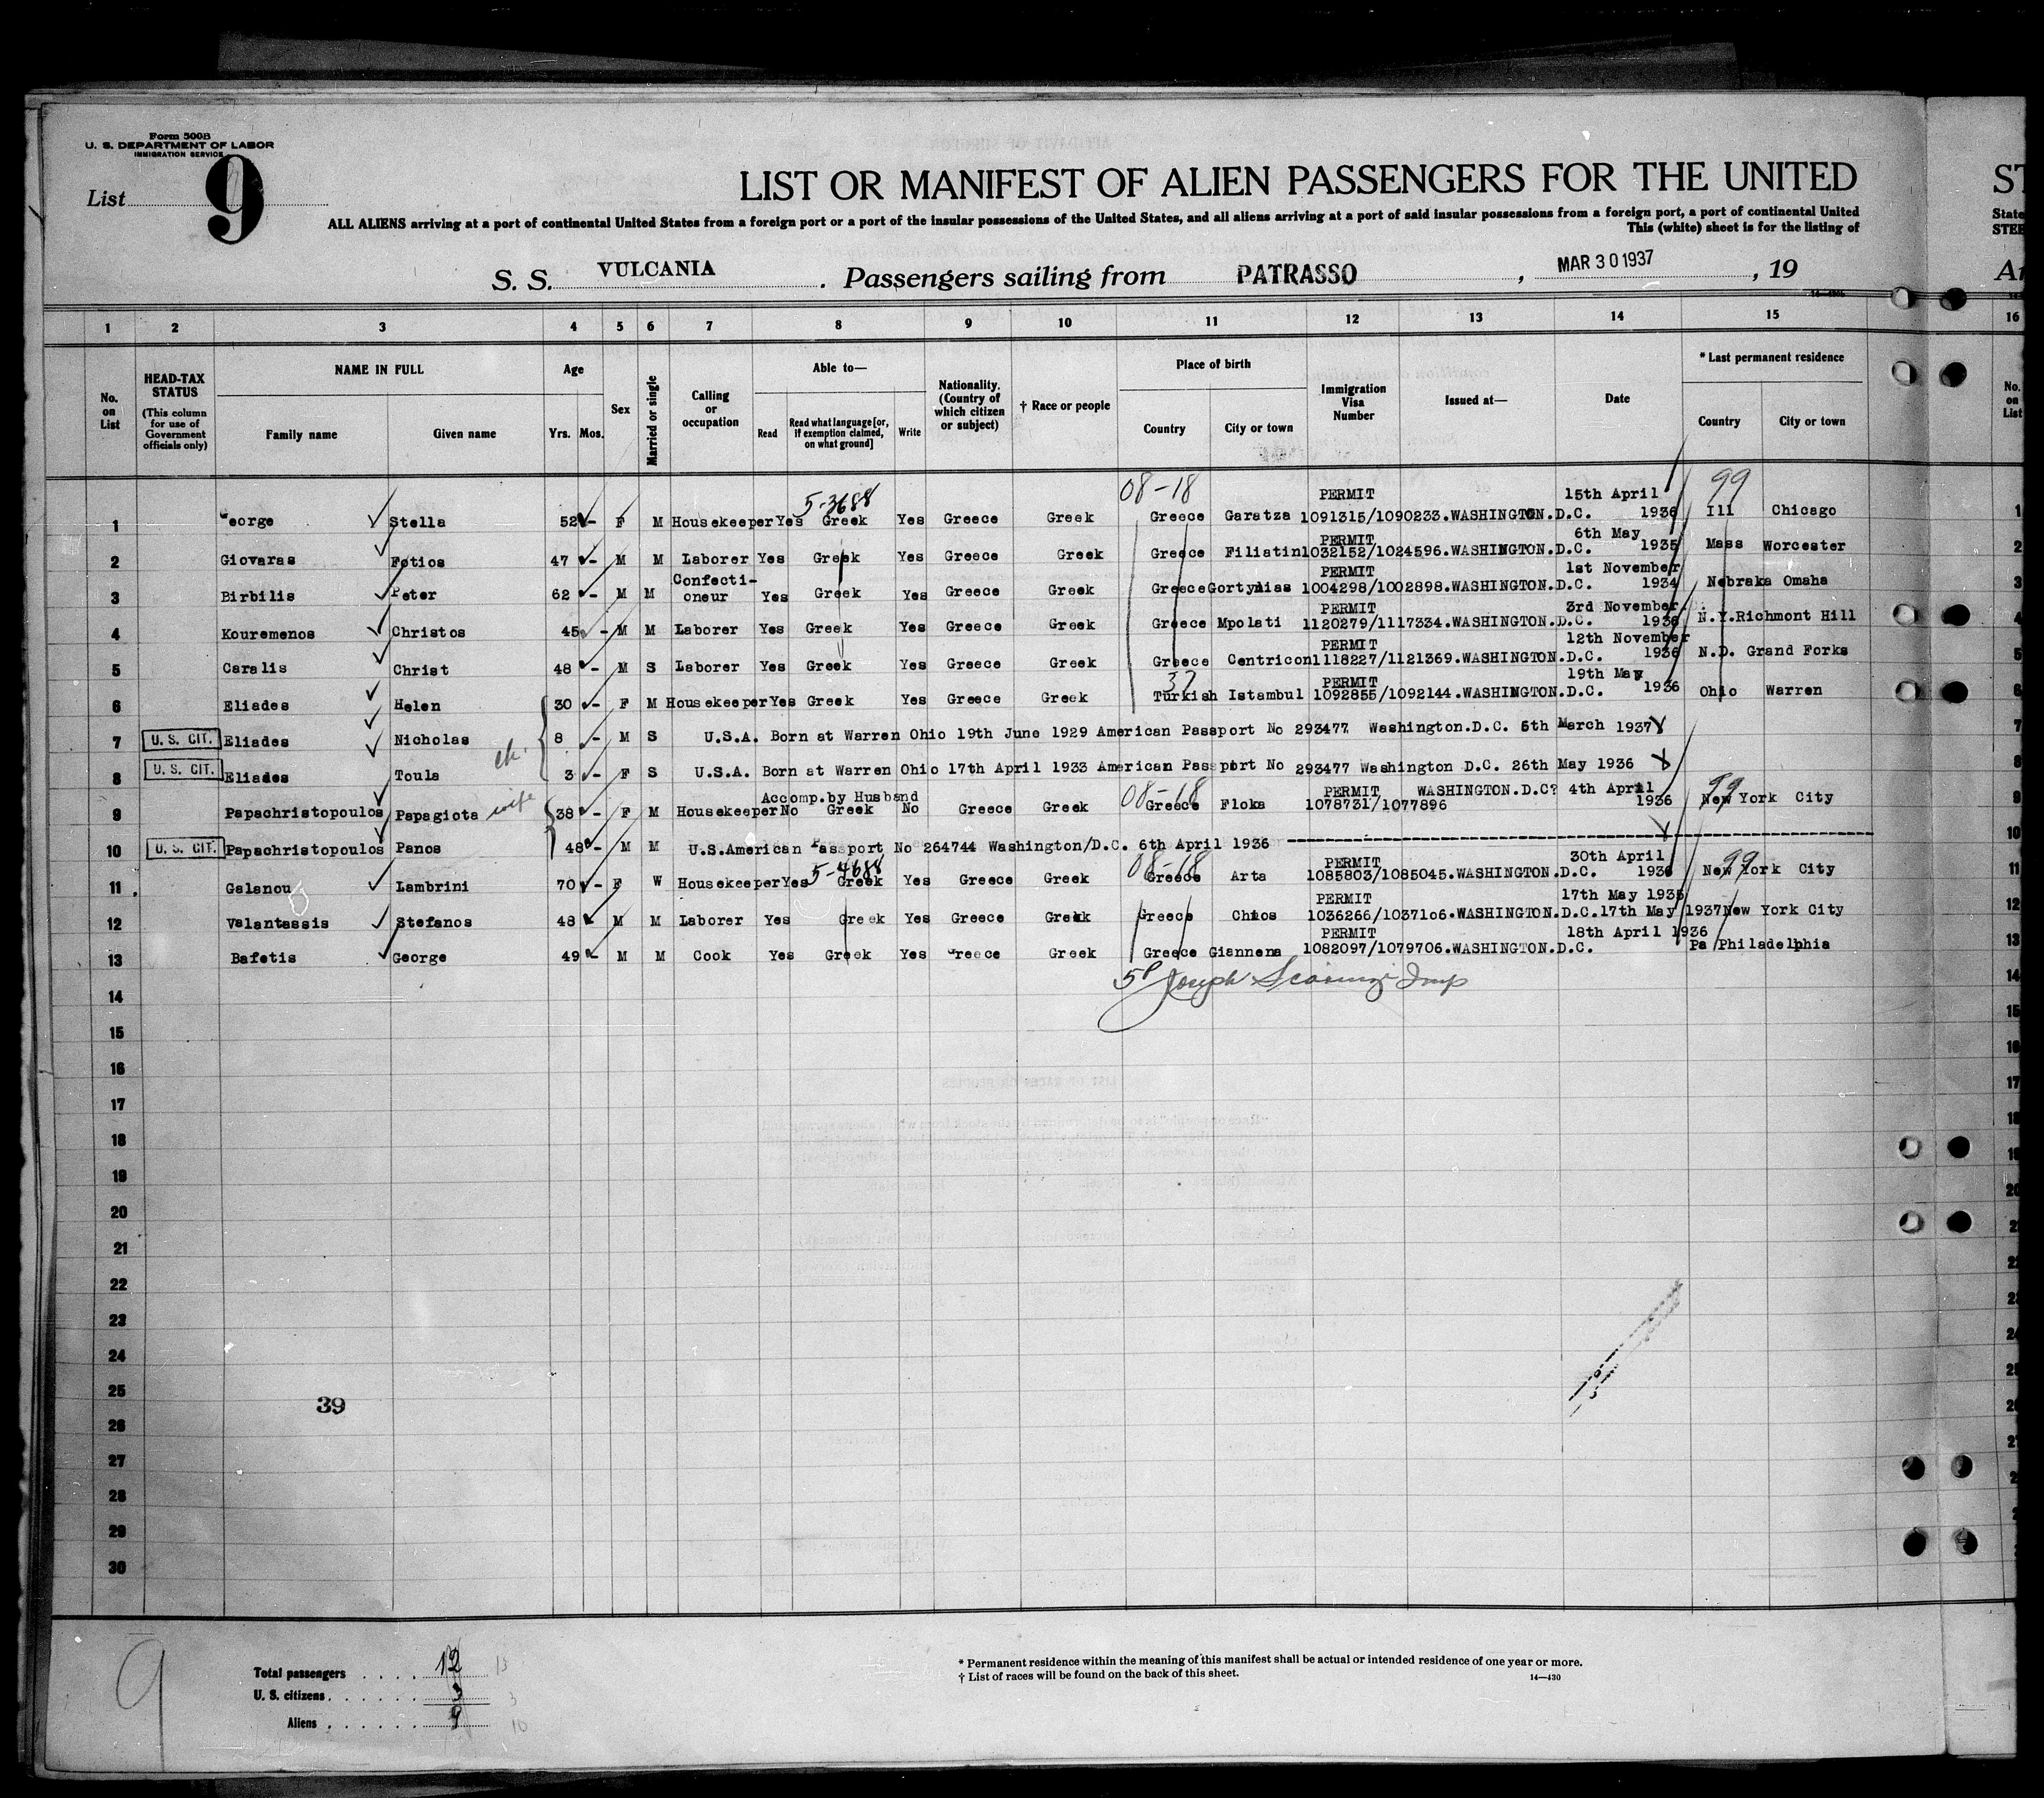 Form 500B
U. S. DEPARTMENT OF LABOR
IMMIGRATION SERVICE
List 9
LIST OR MANIFEST OF ALIEN PASSENGERS FOR THE UNITED
ALL ALIENS arriving at a port of continental United States from a foreign port or a port of the insular possessions of the United States, and all aliens arriving at a port of said insular possessions from a foreign port, a port of continental United
This (white) sheet is for the listing of
S. S. VULCANIA . Passengers sailing from PATRASSO , MAR 30 1937 , 19
1 2 3 4 5 6 7 8 9 10 11 12 13 14 15
No. on List
HEAD-TAX STATUS
(This column for use of Government officials only)
NAME IN FULL
Family name Given name
Age
Yrs. Mos.
Sex
Married or single
Calling or occupation
Able to—
Read
Read what language [or, if exemption claimed, on what ground]
Write
Nationality. (Country of which citizen or subject)
† Race or people
Place of birth
Country City or town
Immigration Visa Number
Issued at—
Date
* Last permanent residence
Country City or town
5-3688 08-18 PERMIT 15th April 99
1 George Stella 52 - F M Housekeeper Yes Greek Yes Greece Greek Greece Garatza 1091315/1090233.WASHINGTON.D.C. 1936 Ill Chicago
PERMIT 6th May
2 Giovaras Fotios 47 - M M Laborer Yes Greek Yes Greece Greek Greece Filiatin 1032152/1024596.WASHINGTON.D.C. 1935 Mass Worcester
Confecti- PERMIT 1st November
3 Birbilis Peter 62 - M M oneur Yes Greek Yes Greece Greek Greece Gortynias 1004298/1002898.WASHINGTON.D.C. 1934 Nebraka Omaha
PERMIT 3rd November
4 Kouremenos Christos 45 - M M Laborer Yes Greek Yes Greece Greek Greece Mpolati 1120279/1117334.WASHINGTON.D.C. 1936 N.Y. Richmont Hill
PERMIT 12th November
5 Caralis Christ 48 - M S Laborer Yes Greek Yes Greece Greek Greece Centricon 1118227/1121369.WASHINGTON.D.C. 1936 N.D. Grand Forks
37 PERMIT 19th May
6 Eliades Helen 30 - F M Housekeeper Yes Greek Yes Greece Greek Turkish Istambul 1092855/1092144.WASHINGTON.D.C. 1936 Ohio Warren
7 U. S. CIT. Eliades Nicholas 8 - M S U.S.A. Born at Warren Ohio 19th June 1929 American Passport No 293477 Washington.D.C. 5th March 1937
ch.
8 U. S. CIT. Eliades Toula 3 - F S U.S.A. Born at Warren Ohio 17th April 1933 American Passport No 293477 Washington D.C. 26th May 1936
Accomp.by Husband 08-18 PERMIT WASHINGTON.D.C? 4th April 99
9 Papachristopoulos Papagiota wife 38 - F M Housekeeper No Greek No Greece Greek Greece Floka 1078731/1077896 1936 New York City
10 U. S. CIT. Papachristopoulos Panos 48 - M M U.S.American Passport No 264744 Washington/D.C. 6th April 1936
5-4688 08-18 PERMIT 30th April 99
11 Galanou Lambrini 70 - F W Housekeeper Yes Greek Yes Greece Greek Greece Arta 1085803/1085045.WASHINGTON.D.C. 1936 New York City
PERMIT 17th May 1935
12 Valantassis Stefanos 48 M M Laborer Yes Greek Yes Greece Greek Greece Chios 1036266/1037106.WASHINGTON.D.C. 17th May 1937 New York City
PERMIT 18th April 1936
13 Bafetis George 49 - M M Cook Yes Greek Yes Greece Greek Greece Giannena 1082097/1079706.WASHINGTON.D.C. Pa Philadelphia
14 Joseph Insp
15
16
17
18
19
20
21
22
23
24
25
39
26
27
28
29
30
9
Total passengers . . . . 12 13
U. S. citizens . . . . . . 3 3
Aliens . . . . . . 9 10
* Permanent residence within the meaning of this manifest shall be actual or intended residence of one year or more.
† List of races will be found on the back of this sheet.
14—430
ST
State
STEE
16
No. on List